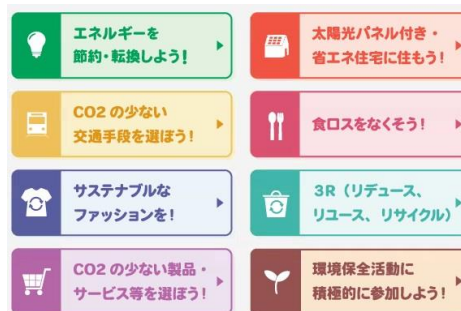 エネルギーを
節約・転換しよう!
太陽光パネル付き・
省エネ住宅に住もう!
CO2 の少ない
交通手段を選ぼう!
食ロスをなくそう!
サステナブルな
ファッションを!
3R(リデュース、
リユース、リサイクル)
CO2 の少ない製品・
サービス等を選ぼう!
環境保全活動に
積極的に参加しよう!